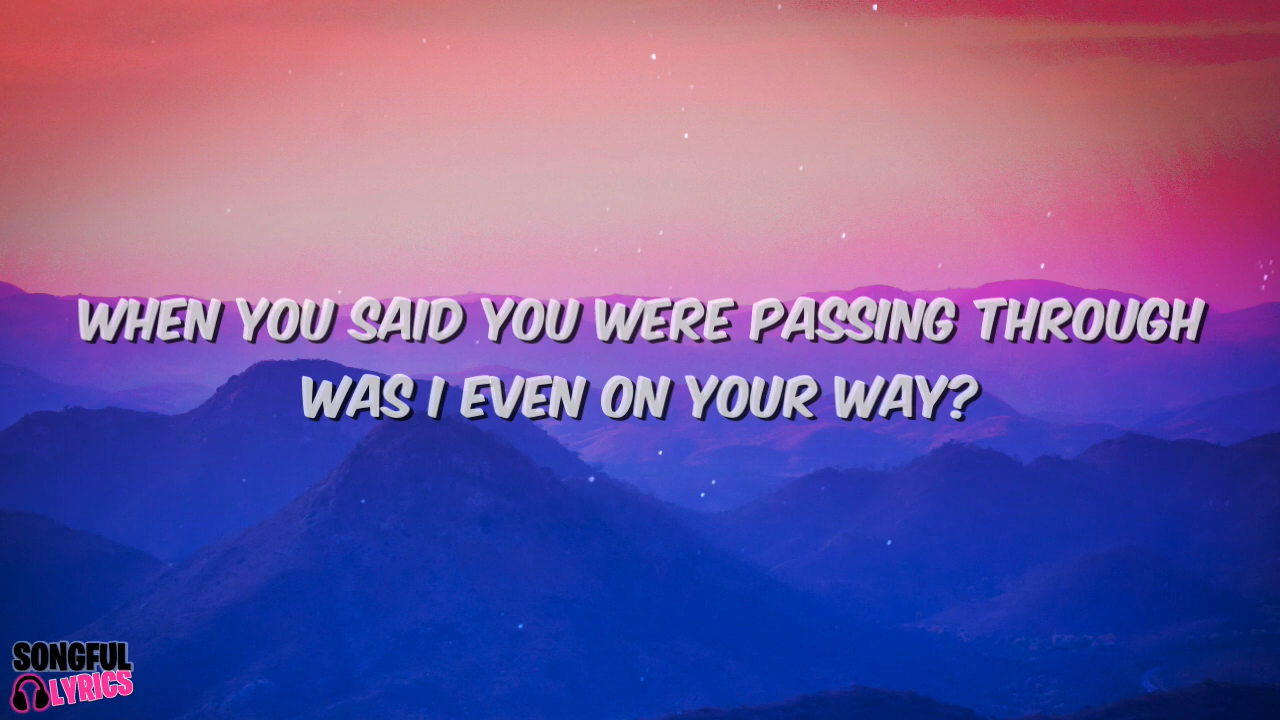 WHEN YOU SAID YOU WERE PASSING THROUGH
WAS I EVEN ON YOUR WAY?
SONGFUL
LYRICS